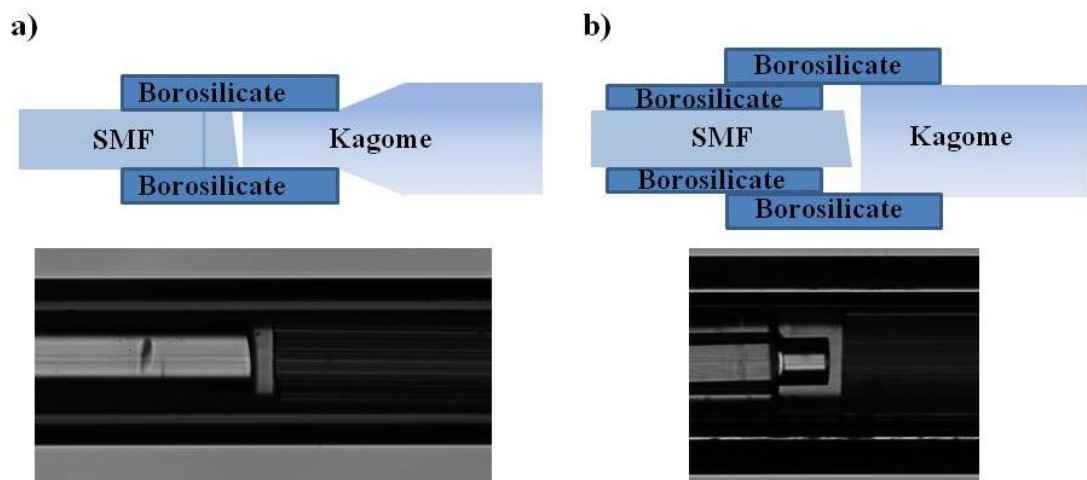 a)
Borosilicate
SMF
Kagome
Borosilicate
b)
Borosilicate
Borosilicate
SMF
Kagome
Borosilicate
Borosilicate